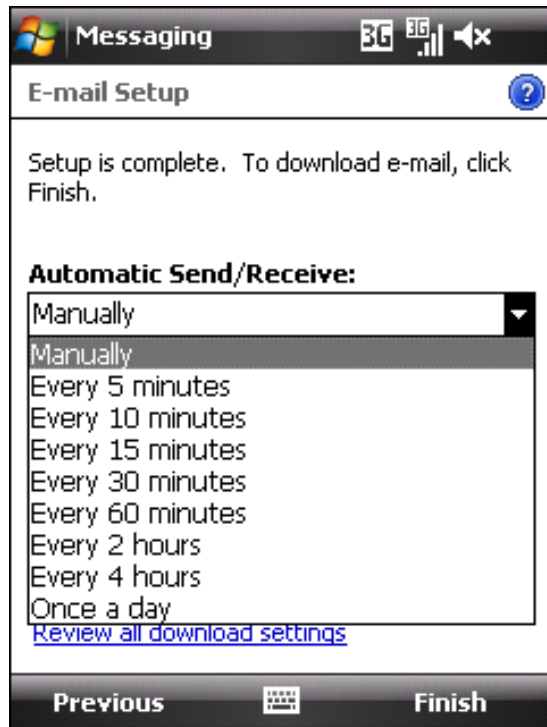 Messaging
3G 3G
E-mail Setup ?
Setup is complete. To download e-mail, click
Finish.
Automatic Send/Receive:
Manually
Manually
Every 5 minutes
Every 10 minutes
Every 15 minutes
Every 30 minutes
Every 60 minutes
Every 2 hours
Every 4 hours
Once a day
Review all download settings
Previous Finish